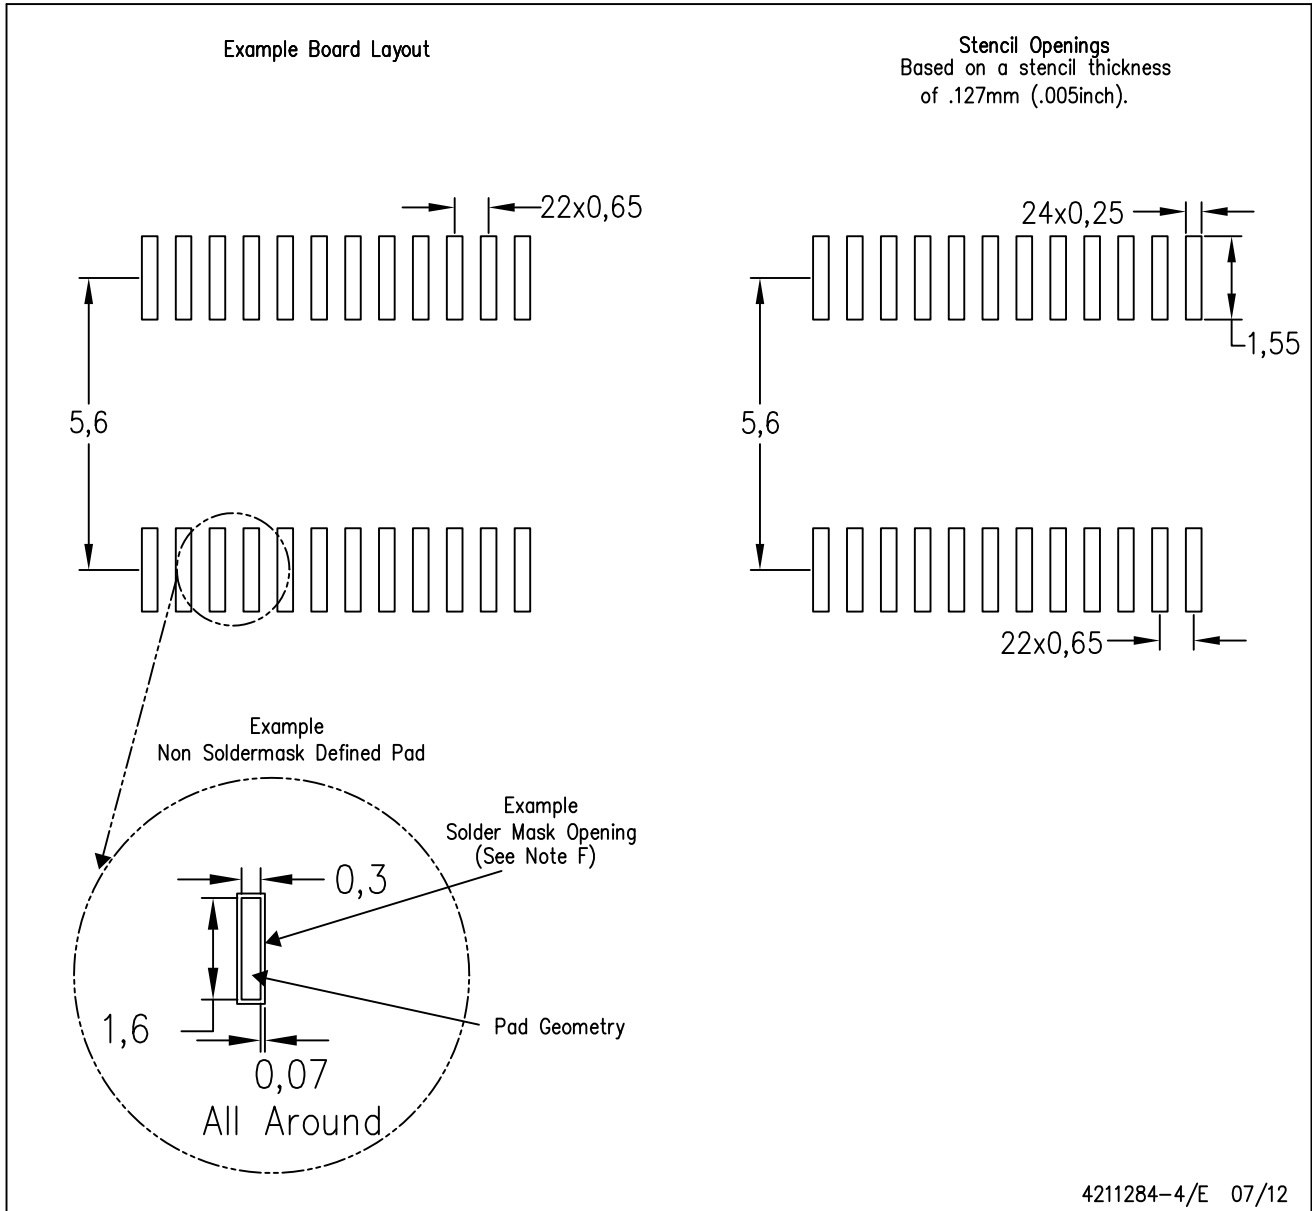 Example Board Layout
Stencil Openings
Based on a stencil thickness
of .127mm (.005inch).
22x0,65
24x0,25
1,55
5,6
5,6
22x0,65
Example
Non Soldermask Defined Pad
Example
Solder Mask Opening
(See Note F)
0,3
1,6
Pad Geometry
0,07
All Around
4211284-4/E 07/12